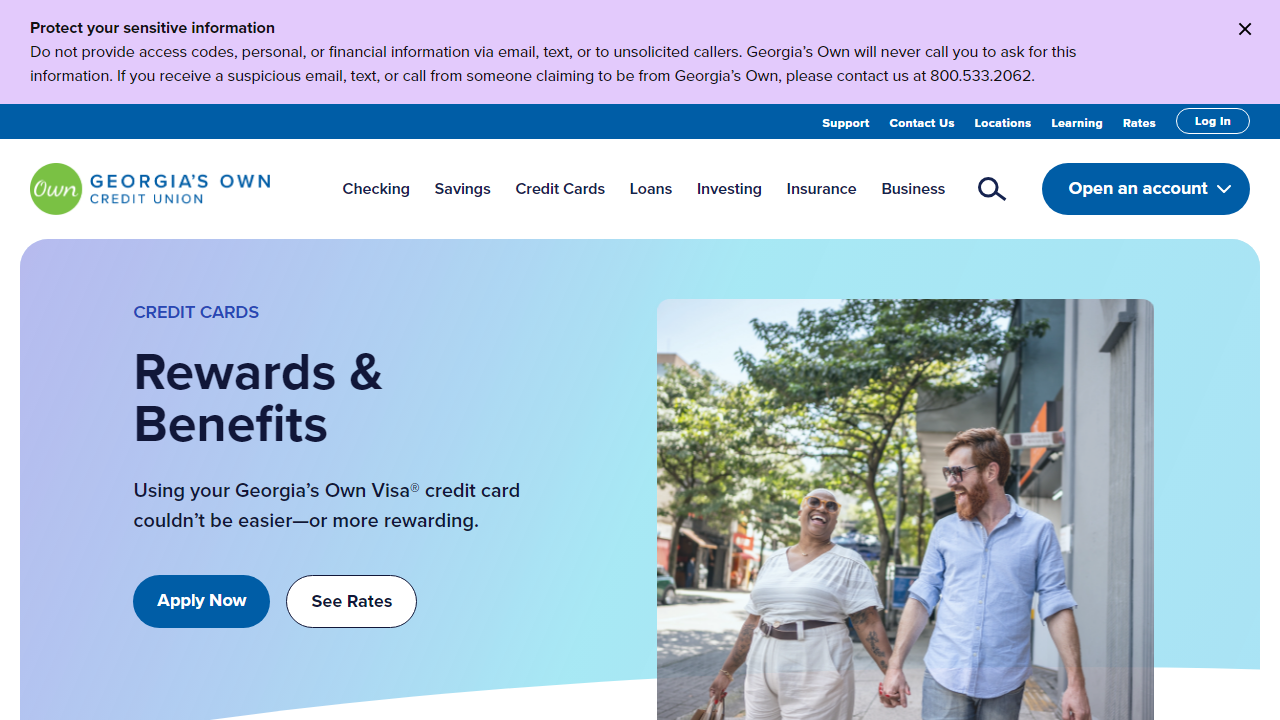 Protect your sensitive information
Do not provide access codes, personal, or financial information via email, text, or to unsolicited callers. Georgia’s Own will never call you to ask for this
information. If you receive a suspicious email, text, or call from someone claiming to be from Georgia’s Own, please contact us at 800.533.2062.
Support Contact Us Locations Learning Rates Log In
Own GEORGIA’S OWN
CREDIT UNION
Checking Savings Credit Cards Loans Investing Insurance Business Open an account
CREDIT CARDS
Rewards &
Benefits
Using your Georgia’s Own Visa® credit card
couldn’t be easier—or more rewarding.
Apply Now See Rates